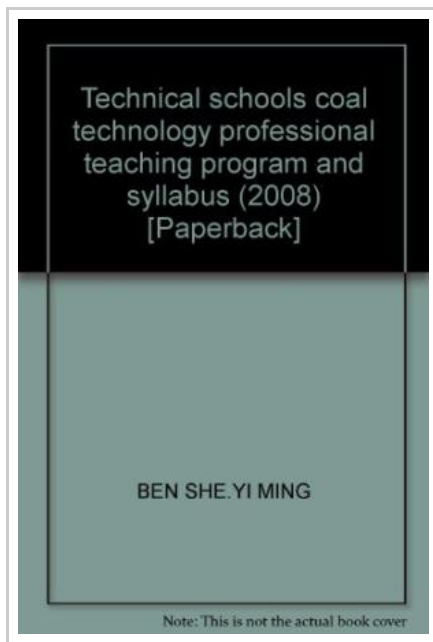 Technical schools coal
technology professional
teaching program and
syllabus (2008)
[Paperback]
BEN SHE.YI MING
Note: This is not the actual book cover